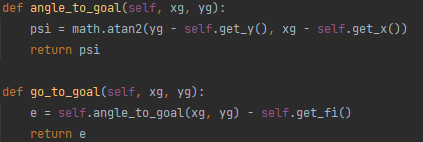 def angle_to_goal(self, xg, yg):
    psi = math.atan2(yg - self.get_y(), xg - self.get_x())
    return psi

def go_to_goal(self, xg, yg):
    e = self.angle_to_goal(xg, yg) - self.get_fi()
    return e